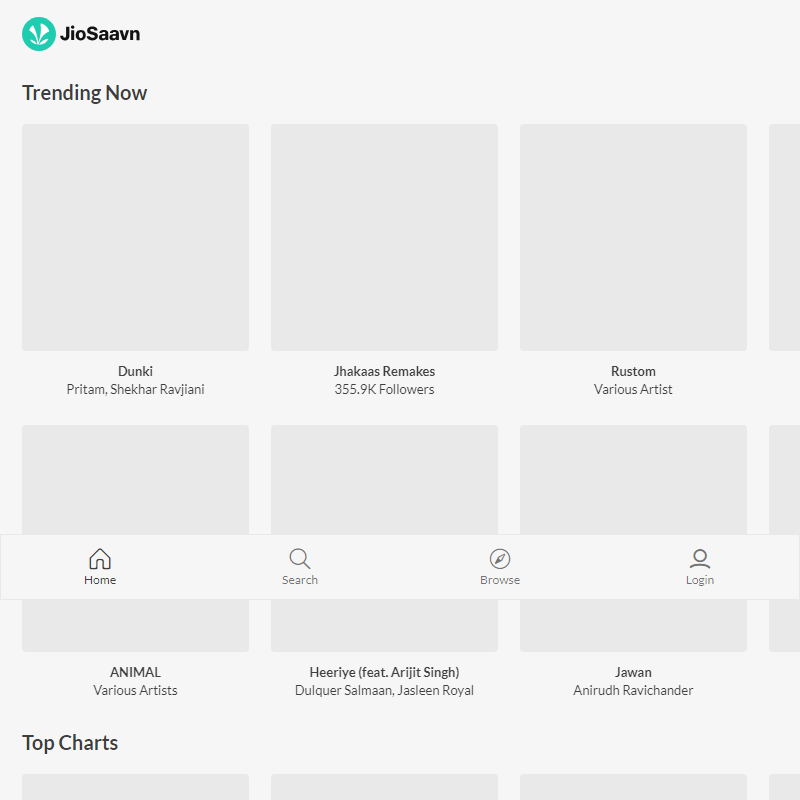 JioSaavn
Trending Now
Dunki
Pritam, Shekhar Ravjiani
Jhakaas Remakes
355.9K Followers
Rustom
Various Artist
Home
Search
Browse
Login
ANIMAL
Various Artists
Heeriye (feat. Arijit Singh)
Dulquer Salmaan, Jasleen Royal
Jawan
Anirudh Ravichander
Top Charts